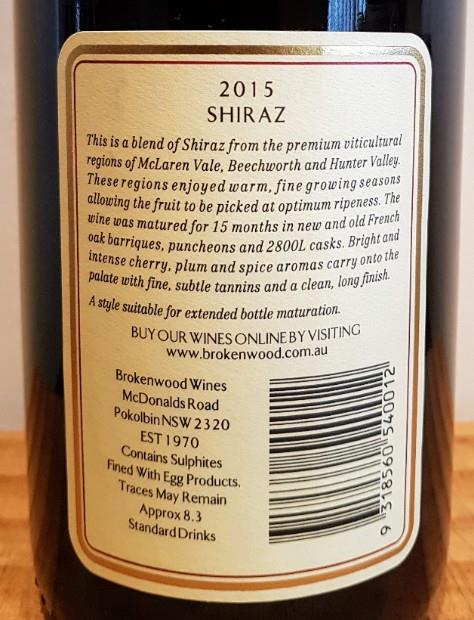 2015
SHIRAZ
This is a blend of Shiraz from the premium viticultural
regions of McLaren Vale, Beechworth and Hunter Valley.
These regions enjoyed warm, fine growing seasons
allowing the fruit to be picked at optimum ripeness. The
wine was matured for 15 months in new and old French
oak barriques, puncheons and 2800L casks. Bright and
intense cherry, plum and spice aromas carry onto the
palate with fine, subtle tannins and a clean, long finish.
A style suitable for extended bottle maturation.
BUY OUR WINES ONLINE BY VISITING
www.brokenwood.com.au
Brokenwood Wines
McDonalds Road
Pokolbin NSW 2320
EST 1970
Contains Sulphites
Fined With Egg Products.
Traces May Remain
Approx 8.3
Standard Drinks
9 318560 540012